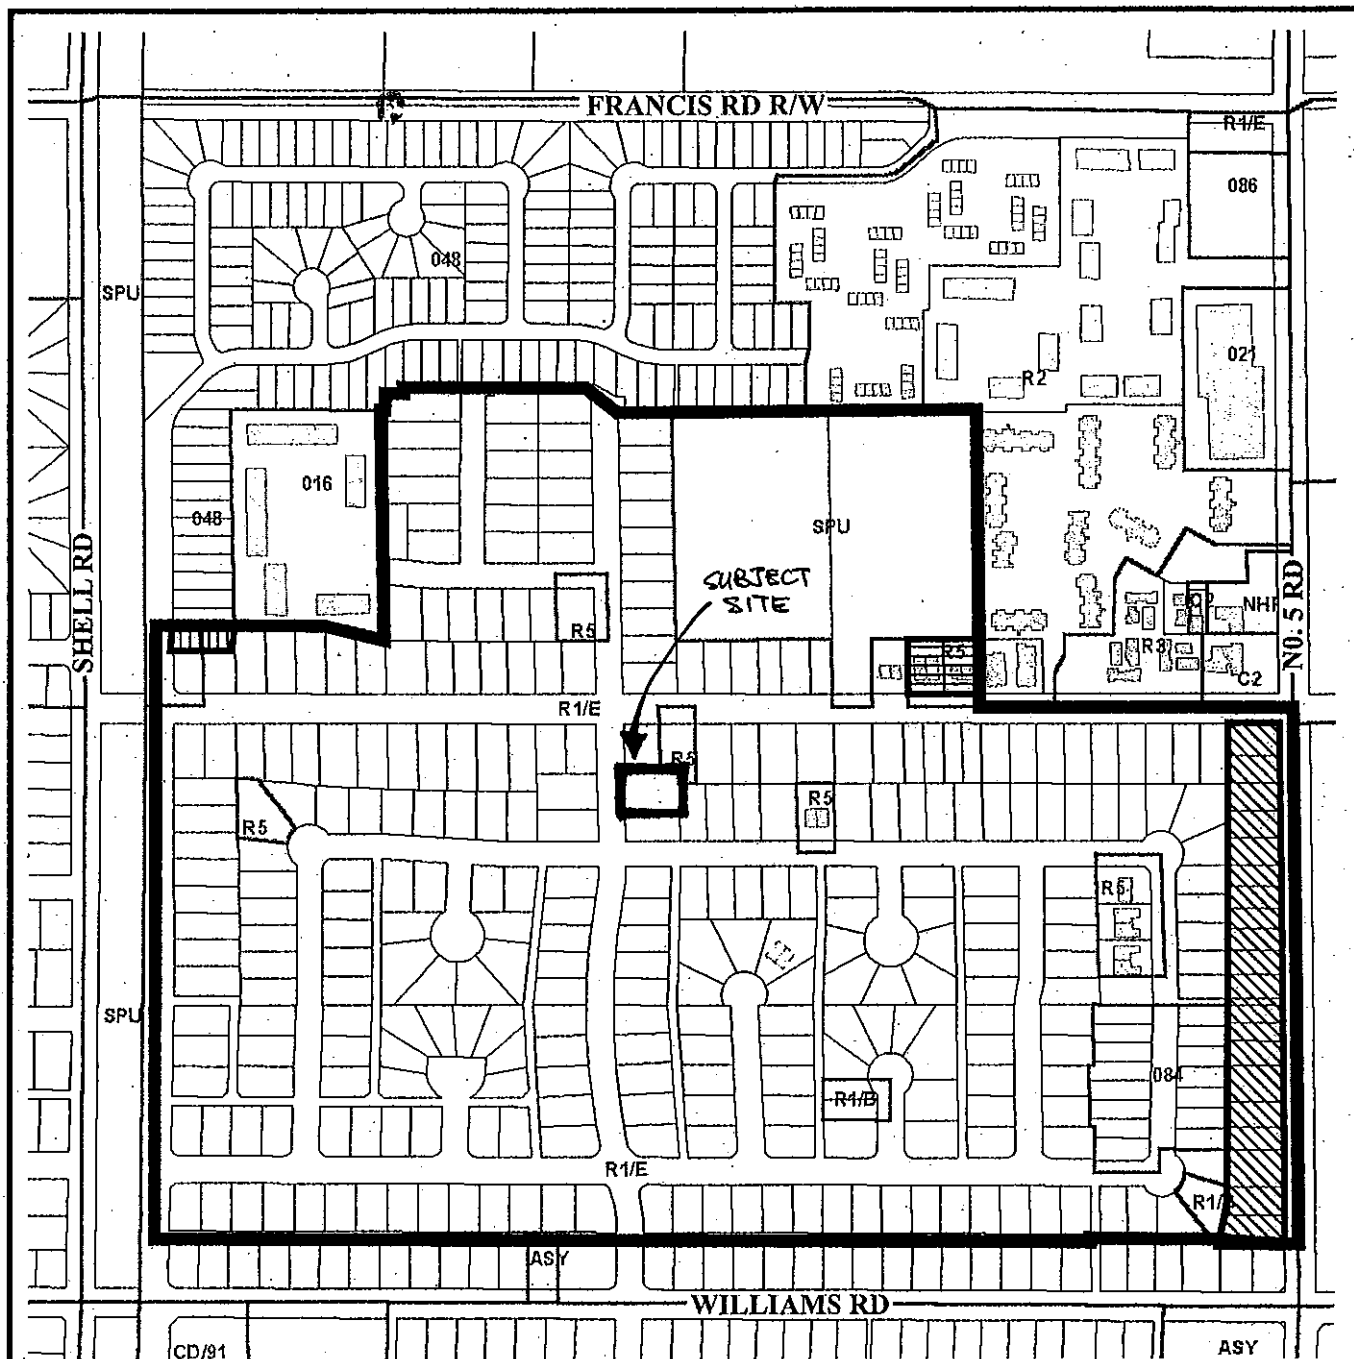 FRANCIS RD R/W
R1/E
086
048
SPU
021
R2
016
048
SPU
SUBJECT
SITE
SHELL RD
NO. 5 RD
R5
R5
R3
C2
R1/E
R5
R5
R5
R5
SPU
084
R1/B
R1/E
R1/
ASY
WILLIAMS RD
CD/91
ASY